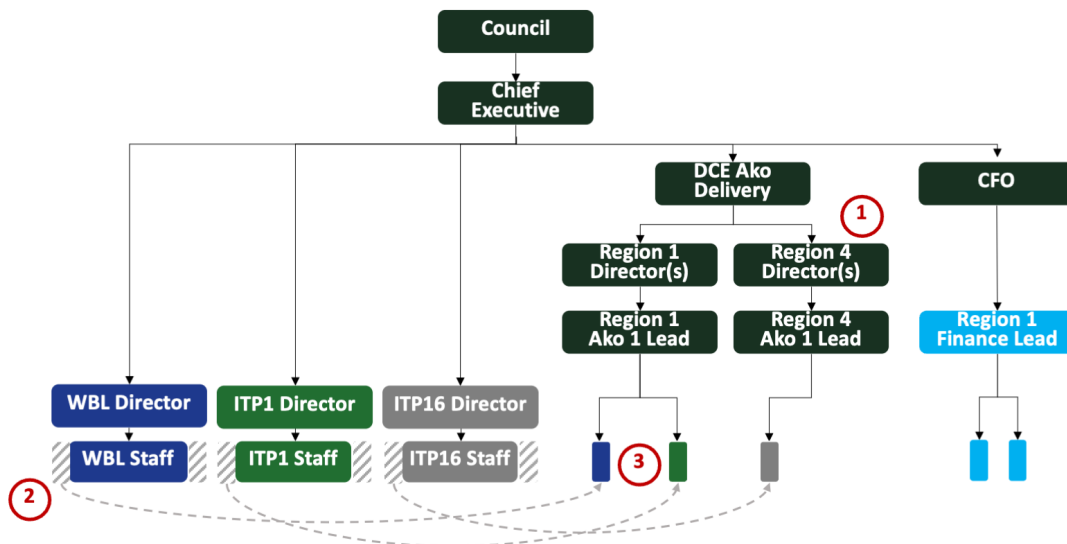 Council
Chief
Executive
DCE Ako
Delivery
CFO
1
Region 1
Director(s)
Region 4
Director(s)
Region 1
Ako 1 Lead
Region 4
Ako 1 Lead
Region 1
Finance Lead
WBL Director
ITP1 Director
ITP16 Director
WBL Staff
ITP1 Staff
ITP16 Staff
3
2